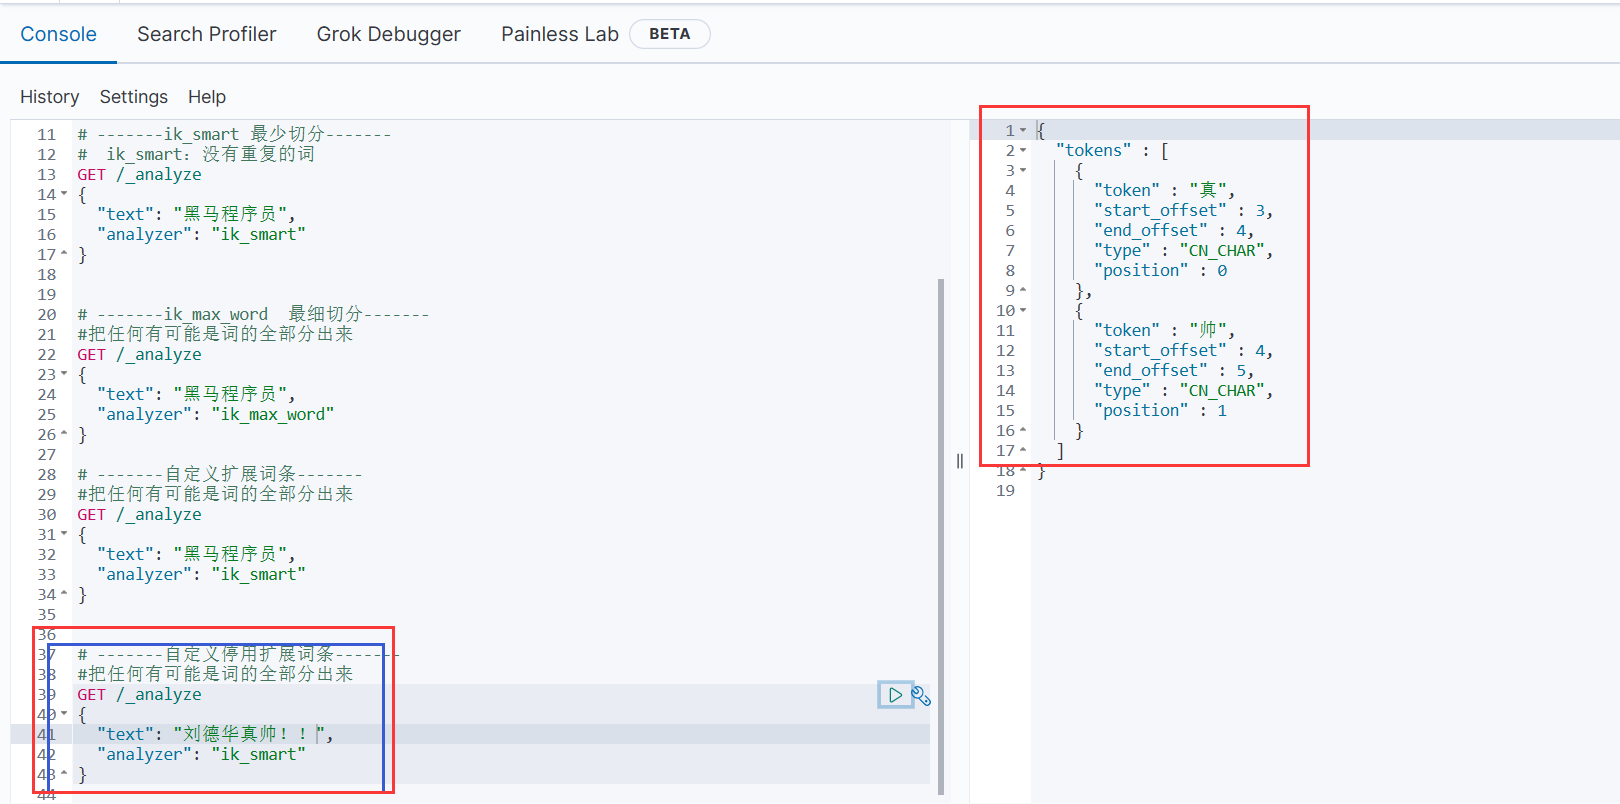 Console Search Profiler Grok Debugger Painless Lab BETA
History Settings Help
11 # -------ik_smart 最少切分-------
12 #  ik_smart：没有重复的词
13 GET /_analyze
14 {
15   "text": "黑马程序员",
16   "analyzer": "ik_smart"
17 }
18
19
20 # -------ik_max_word  最细切分-------
21 #把任何有可能是词的全部分出来
22 GET /_analyze
23 {
24   "text": "黑马程序员",
25   "analyzer": "ik_max_word"
26 }
27
28 # -------自定义扩展词条-------
29 #把任何有可能是词的全部分出来
30 GET /_analyze
31 {
32   "text": "黑马程序员",
33   "analyzer": "ik_smart"
34 }
35
36
37 # -------自定义停用扩展词条-------
38 #把任何有可能是词的全部分出来
39 GET /_analyze
40 {
41   "text": "刘德华真帅！！",
42   "analyzer": "ik_smart"
43 }
44
1 {
2   "tokens" : [
3     {
4       "token" : "真",
5       "start_offset" : 3,
6       "end_offset" : 4,
7       "type" : "CN_CHAR",
8       "position" : 0
9     },
10     {
11       "token" : "帅",
12       "start_offset" : 4,
13       "end_offset" : 5,
14       "type" : "CN_CHAR",
15       "position" : 1
16     }
17   ]
18 }
19